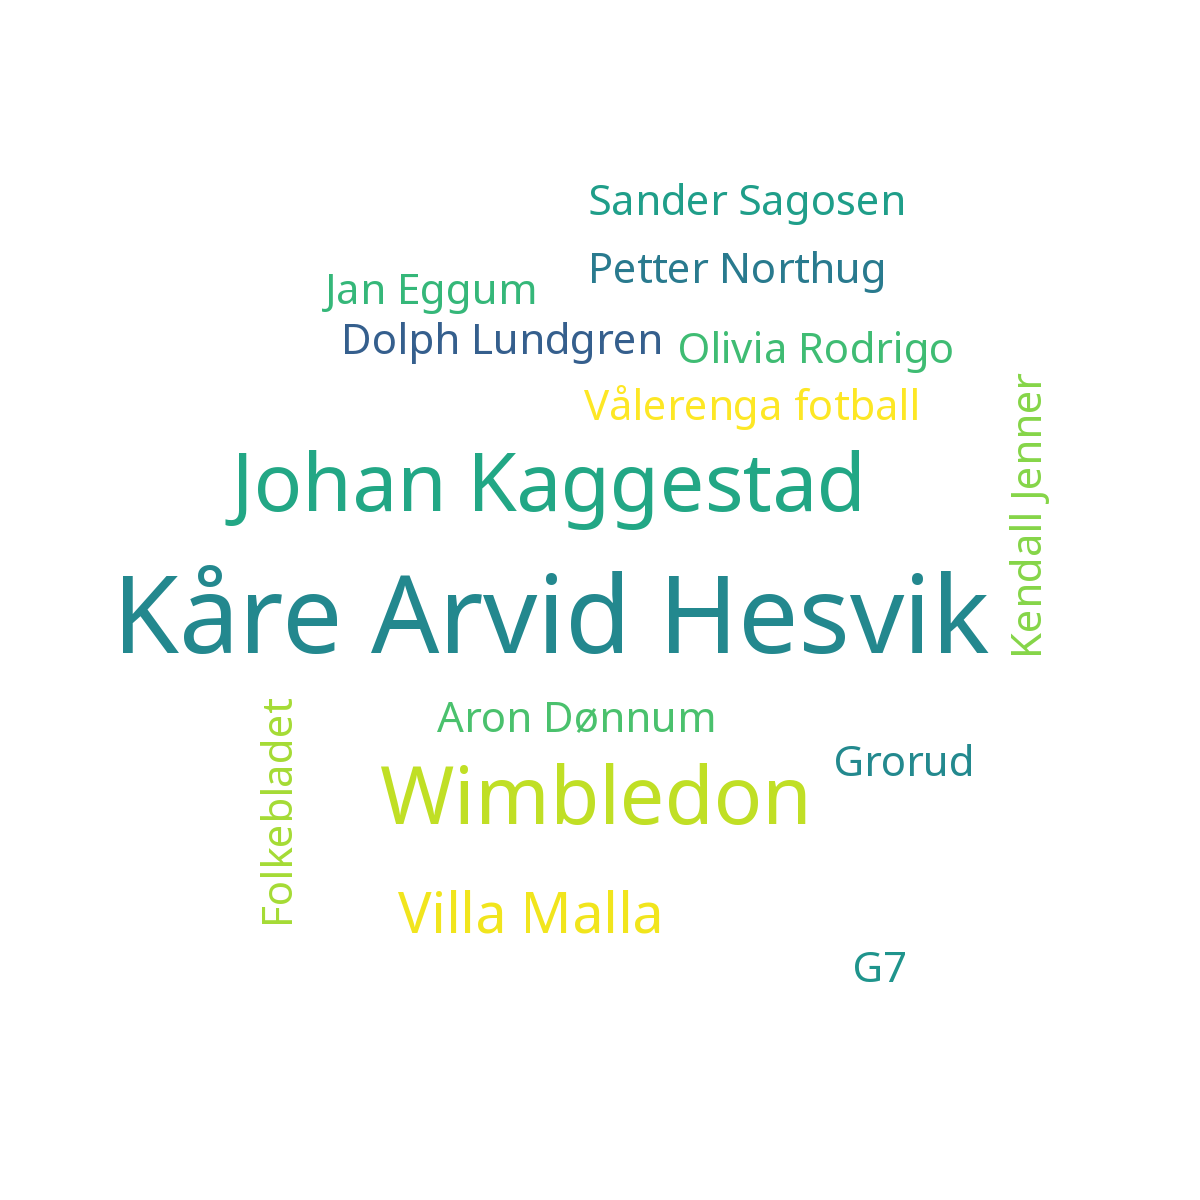 Sander Sagosen
Petter Northug
Jan Eggum
Dolph Lundgren
Olivia Rodrigo
Vålerenga fotball
Kendall Jenner
Johan Kaggestad
Kåre Arvid Hesvik
Folkebladet
Aron Dønnum
Grorud
Wimbledon
Villa Malla
G7